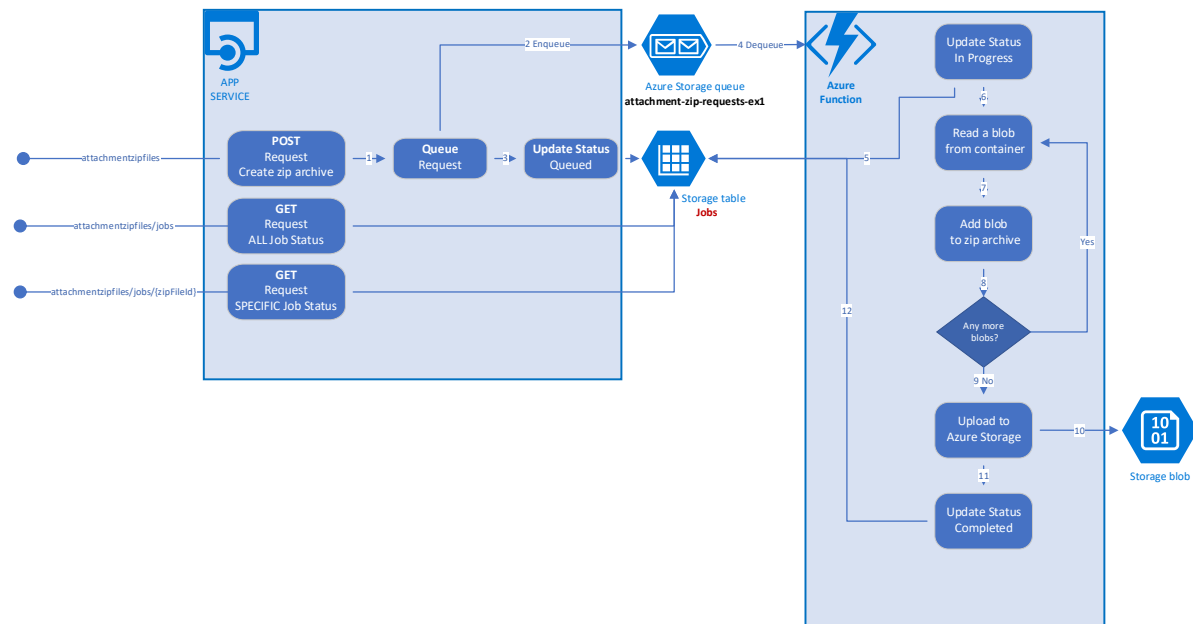 APP
SERVICE
attachmentzipfiles
POST
Request
Create zip archive
1
Queue
Request
3
Update Status
Queued
2 Enqueue
Azure Storage queue
attachment-zip-requests-ex1
4 Dequeue
Storage table
Jobs
attachmentzipfiles/jobs
GET
Request
ALL Job Status
attachmentzipfiles/jobs/{zipFileId}
GET
Request
SPECIFIC Job Status
Azure
Function
Update Status
In Progress
5
6
Read a blob
from container
7
Add blob
to zip archive
8
Any more
blobs?
Yes
9 No
Upload to
Azure Storage
10
10
01
Storage blob
11
Update Status
Completed
12